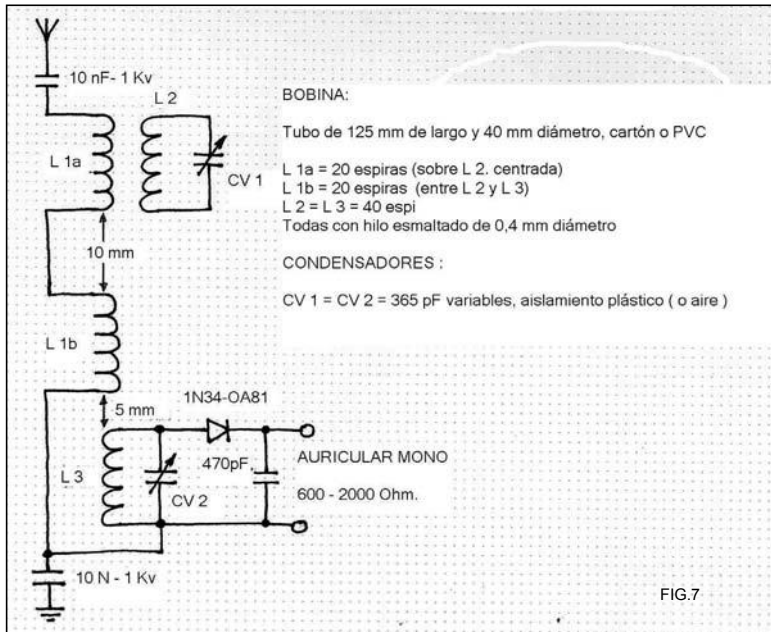 10 nF- 1 Kv
L 2
L 1a
CV 1
10 mm
L 1b
5 mm
1N34-OA81
L 3
CV 2
470pF,
AURICULAR MONO
600 - 2000 Ohm.
10 N - 1 Kv
BOBINA:
Tubo de 125 mm de largo y 40 mm diámetro, cartón o PVC
L 1a = 20 espiras (sobre L 2. centrada)
L 1b = 20 espiras (entre L 2 y L 3)
L 2 = L 3 = 40 espi
Todas con hilo esmaltado de 0,4 mm diámetro
CONDENSADORES :
CV 1 = CV 2 = 365 pF variables, aislamiento plástico ( o aire )
FIG.7